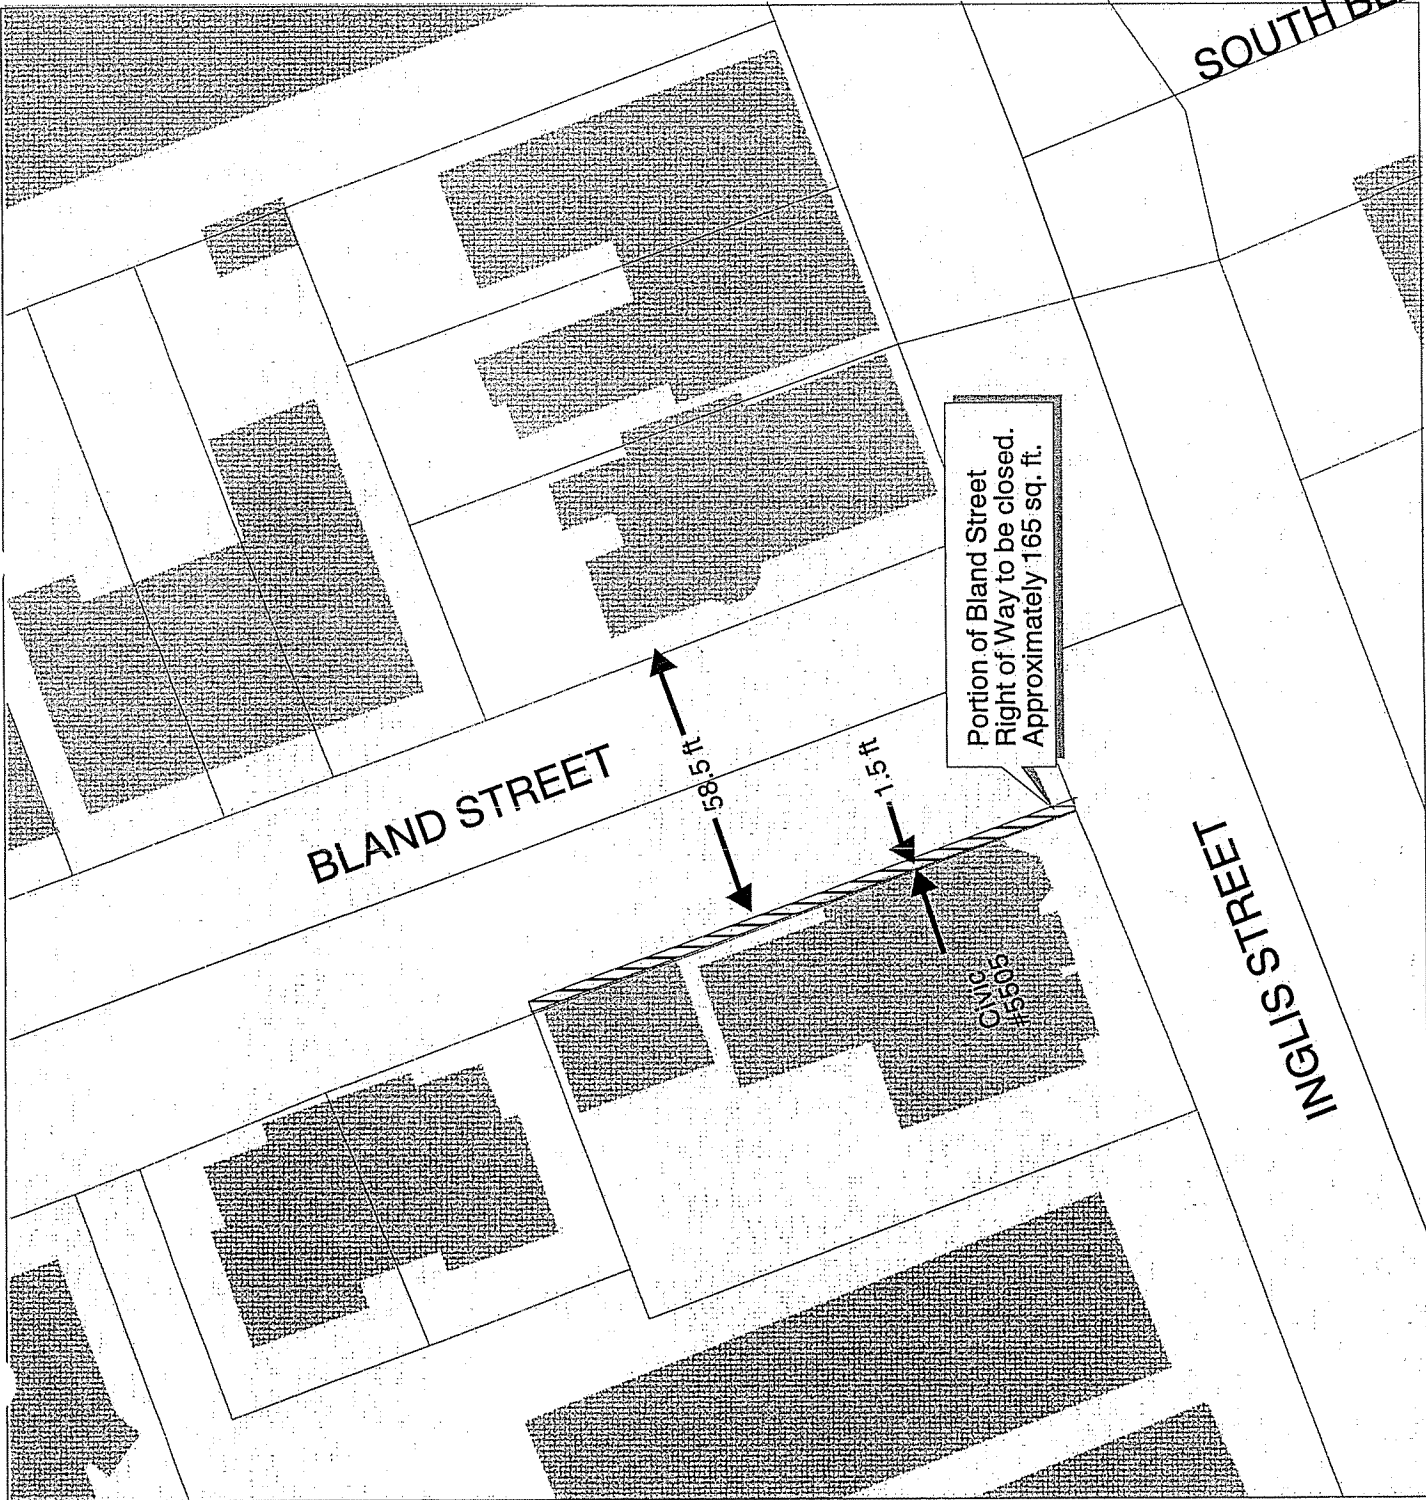 SOUTH
Portion of Bland Street
Right of Way to be closed.
Approximately 165 sq. ft.
BLAND STREET
58.5 ft
1.5 ft
CIVIC
#5505
INGLIS STREET